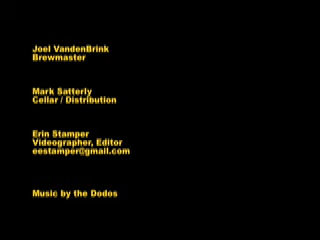 Joel VandenBrink
Brewmaster
Mark Satterly
Cellar / Distribution
Erin Stamper
Videographer, Editor
eestamper@gmail.com
Music by the Dodos